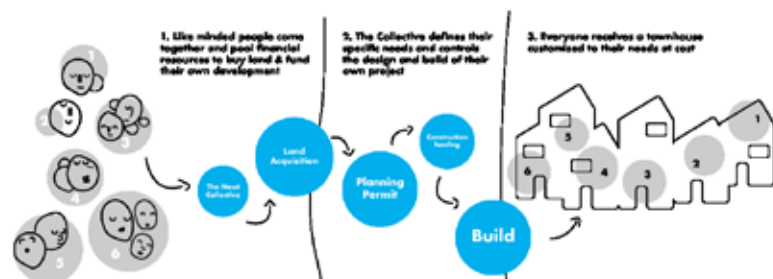 1. Like minded people come
together and pool financial
resources to buy land & fund
their own development
2. The Collective defines their
specific needs and controls
the design and build of their
own project
3. Everyone receives a townhouse
customised to their needs at cost
1
2
3
4
5
6
The Next
Collective
Land
Acquisition
Planning
Permit
Construction
funding
Build
1
2
3
4
5
6